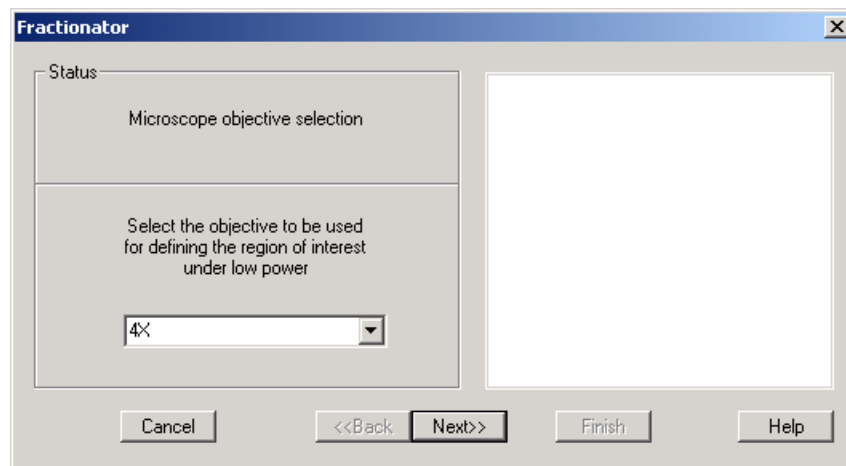 Fractionator
Status
Microscope objective selection
Select the objective to be used
for defining the region of interest
under low power
4X
Cancel
<<Back
Next>>
Finish
Help